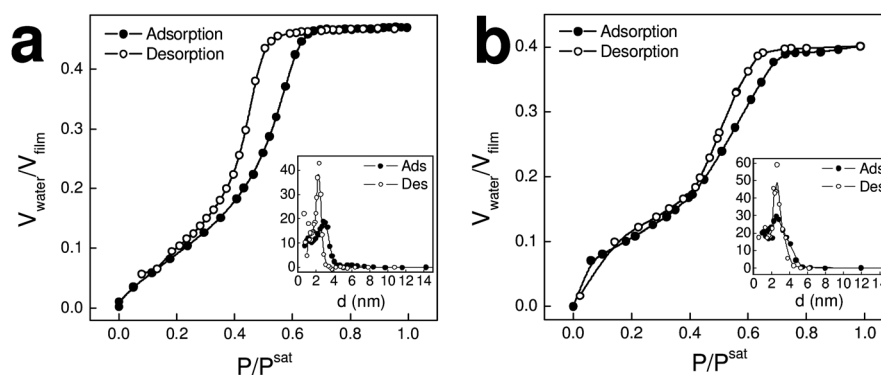 a
Adsorption
Desorption
0.4
0.3
0.2
0.1
0.0
V_water/V_film
0.0 0.2 0.4 0.6 0.8 1.0
P/P^sat
Ads
Des
40
30
20
10
0
0 2 4 6 8 10 12 14
d (nm)
b
Adsorption
Desorption
0.4
0.3
0.2
0.1
0.0
V_water/V_film
0.0 0.2 0.4 0.6 0.8 1.0
P/P^sat
Ads
Des
60
50
40
30
20
10
0
0 2 4 6 8 10 12
d (nm)